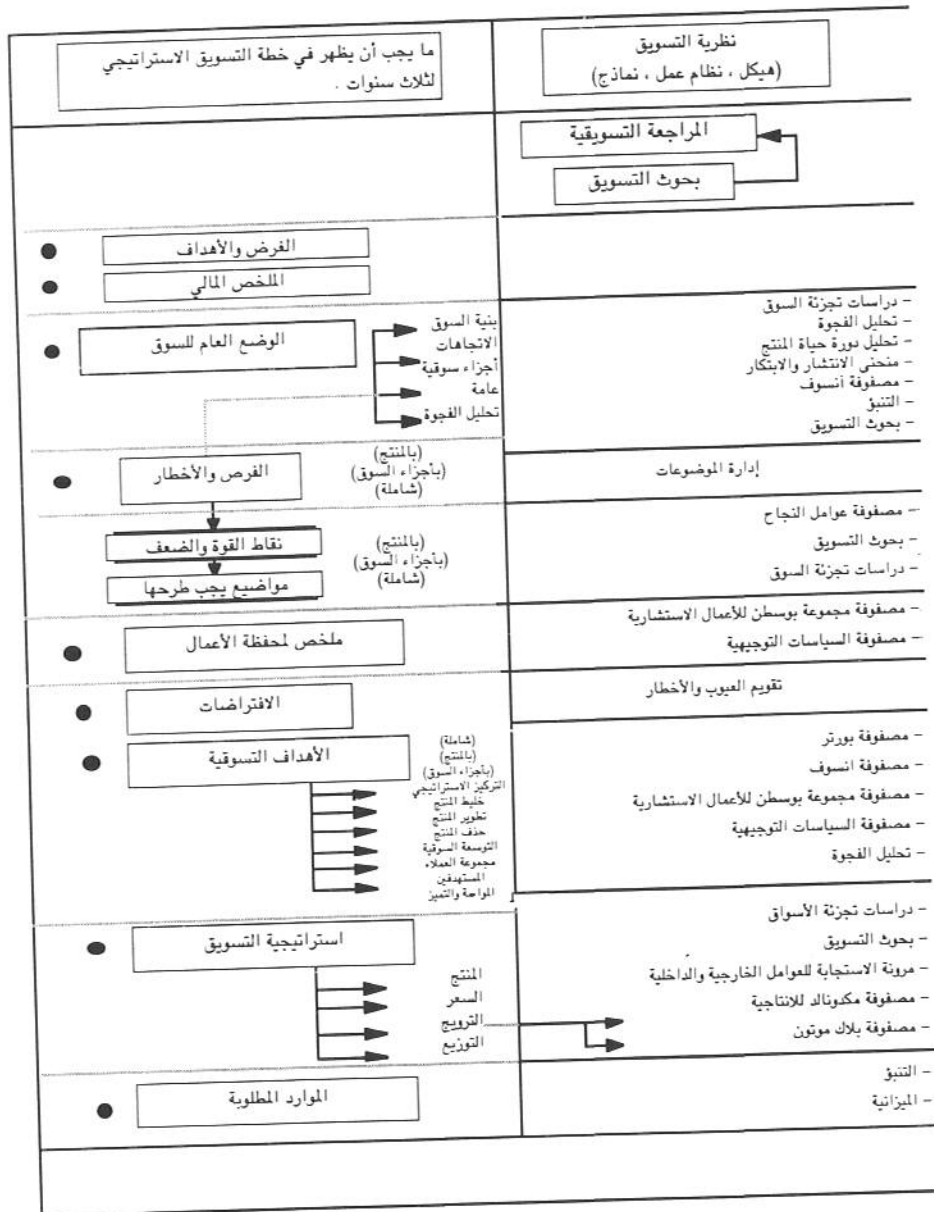 نظرية التسويق
(هيكل ، نظام عمل ، نماذج)
ما يجب أن يظهر في خطة التسويق الاستراتيجي
لثلاث سنوات .
المراجعة التسويقية
بحوث التسويق
الفرض والأهداف
الملخص المالي
– دراسات تجزئة السوق
– تحليل الفجوة
– تحليل دورة حياة المنتج
– منحنى الانتشار والابتكار
– مصفوفة أنسوف
– التنبؤ
– بحوث التسويق
الوضع العام للسوق
بنية السوق
الاتجاهات
أجزاء سوقية
عامة
تحليل الفجوة
إدارة الموضوعات
الفرص والأخطار
(بالمنتج)
(بأجزاء السوق)
(شاملة)
– مصفوفة عوامل النجاح
– بحوث التسويق
– دراسات تجزئة السوق
نقاط القوة والضعف
مواضيع يجب طرحها
(بالمنتج)
(بأجزاء السوق)
(شاملة)
– مصفوفة مجموعة بوسطن للأعمال الاستشارية
– مصفوفة السياسات التوجيهية
ملخص لمحفظة الأعمال
تقويم العيوب والأخطار
الافتراضات
– مصفوفة بورتر
– مصفوفة انسوف
– مصفوفة مجموعة بوسطن للأعمال الاستشارية
– مصفوفة السياسات التوجيهية
– تحليل الفجوة
الأهداف التسوقية
(شاملة)
(بالمنتج)
(بأجزاء السوق)
التركيز الاستراتيجي
خليط المنتج
تطوير المنتج
حذف المنتج
التوسعة السوقية
مجموعة العملاء
المستهدفين
والتميز
– دراسات تجزئة الأسواق
– بحوث التسويق
– مرونة الاستجابة للعوامل الخارجية والداخلية
– مصفوفة مكدونالد للانتاجية
– مصفوفة بلاك موتون
استراتيجية التسويق
المنتج
السعر
الترويج
التوزيع
– التنبؤ
– الميزانية
الموارد المطلوبة